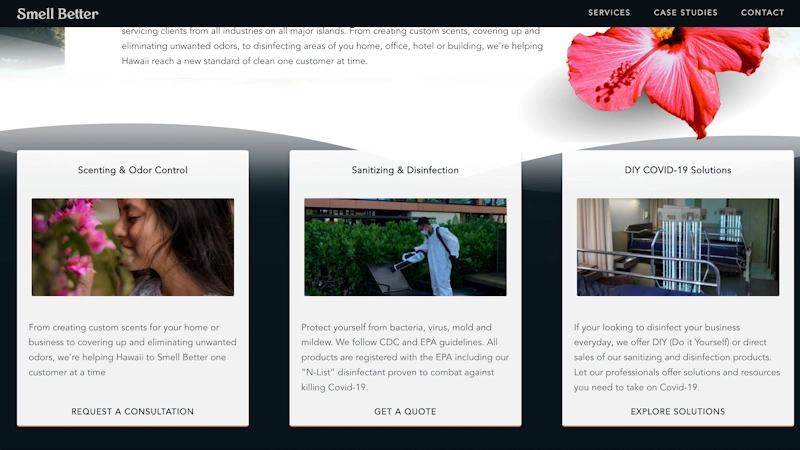 Smell Better
SERVICES CASE STUDIES CONTACT
servicing clients from all industries on all major islands. From creating custom scents, covering up and
eliminating unwanted odors, to disinfecting areas of you home, office, hotel or building, we're helping
Hawaii reach a new standard of clean one customer at time.
Scenting & Odor Control
From creating custom scents for your home or
business to covering up and eliminating unwanted
odors, we're helping Hawaii to Smell Better one
customer at a time
REQUEST A CONSULTATION
Sanitizing & Disinfection
Protect yourself from bacteria, virus, mold and
mildew. We follow CDC and EPA guidelines. All
products are registered with the EPA including our
"N-List" disinfectant proven to combat against
killing Covid-19.
GET A QUOTE
DIY COVID-19 Solutions
If your looking to disinfect your business
everyday, we offer DIY (Do it Yourself) or direct
sales of our sanitizing and disinfection products.
Let our professionals offer solutions and resources
you need to take on Covid-19.
EXPLORE SOLUTIONS